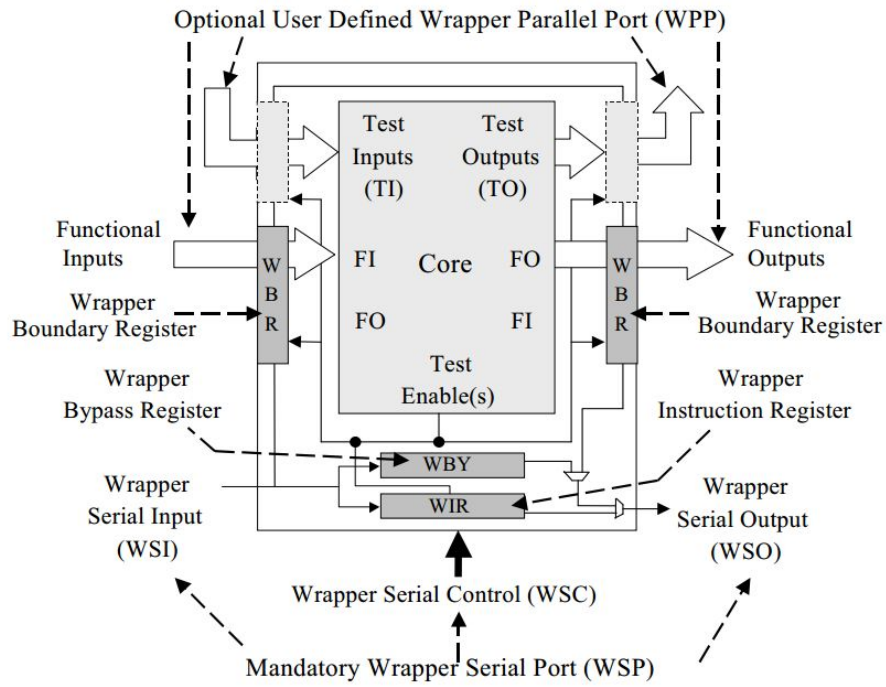 Optional User Defined Wrapper Parallel Port (WPP)
Test
Inputs
(TI)
Test
Outputs
(TO)
Functional
Inputs
W
B
R
FI
Core
FO
W
B
R
Functional
Outputs
Wrapper
Boundary Register
FO
FI
Wrapper
Boundary Register
Test
Enable(s)
Wrapper
Bypass Register
Wrapper
Instruction Register
WBY
WIR
Wrapper
Serial Input
(WSI)
Wrapper
Serial Output
(WSO)
Wrapper Serial Control (WSC)
Mandatory Wrapper Serial Port (WSP)